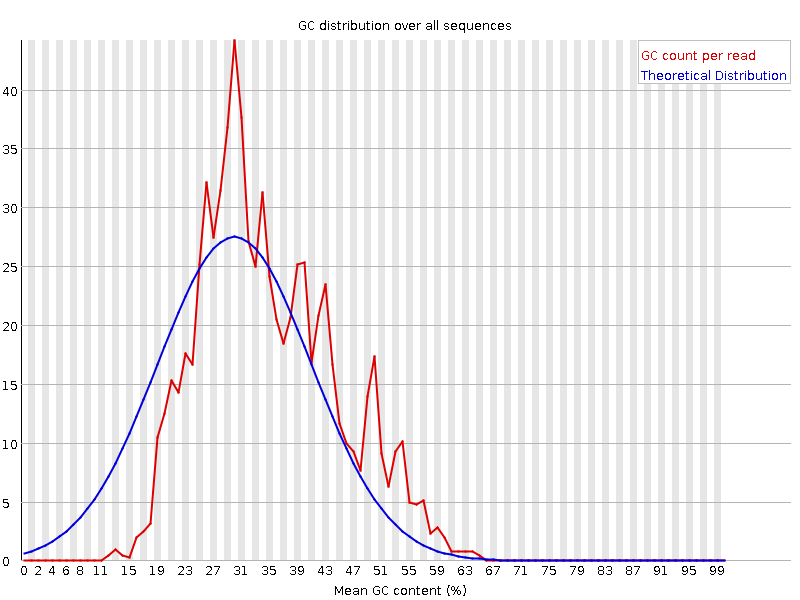 GC distribution over all sequences
GC count per read
Theoretical Distribution
40
35
30
25
20
15
10
5
0
0 2 4 6 8 11 15 19 23 27 31 35 39 43 47 51 55 59 63 67 71 75 79 83 87 91 95 99
Mean GC content (%)